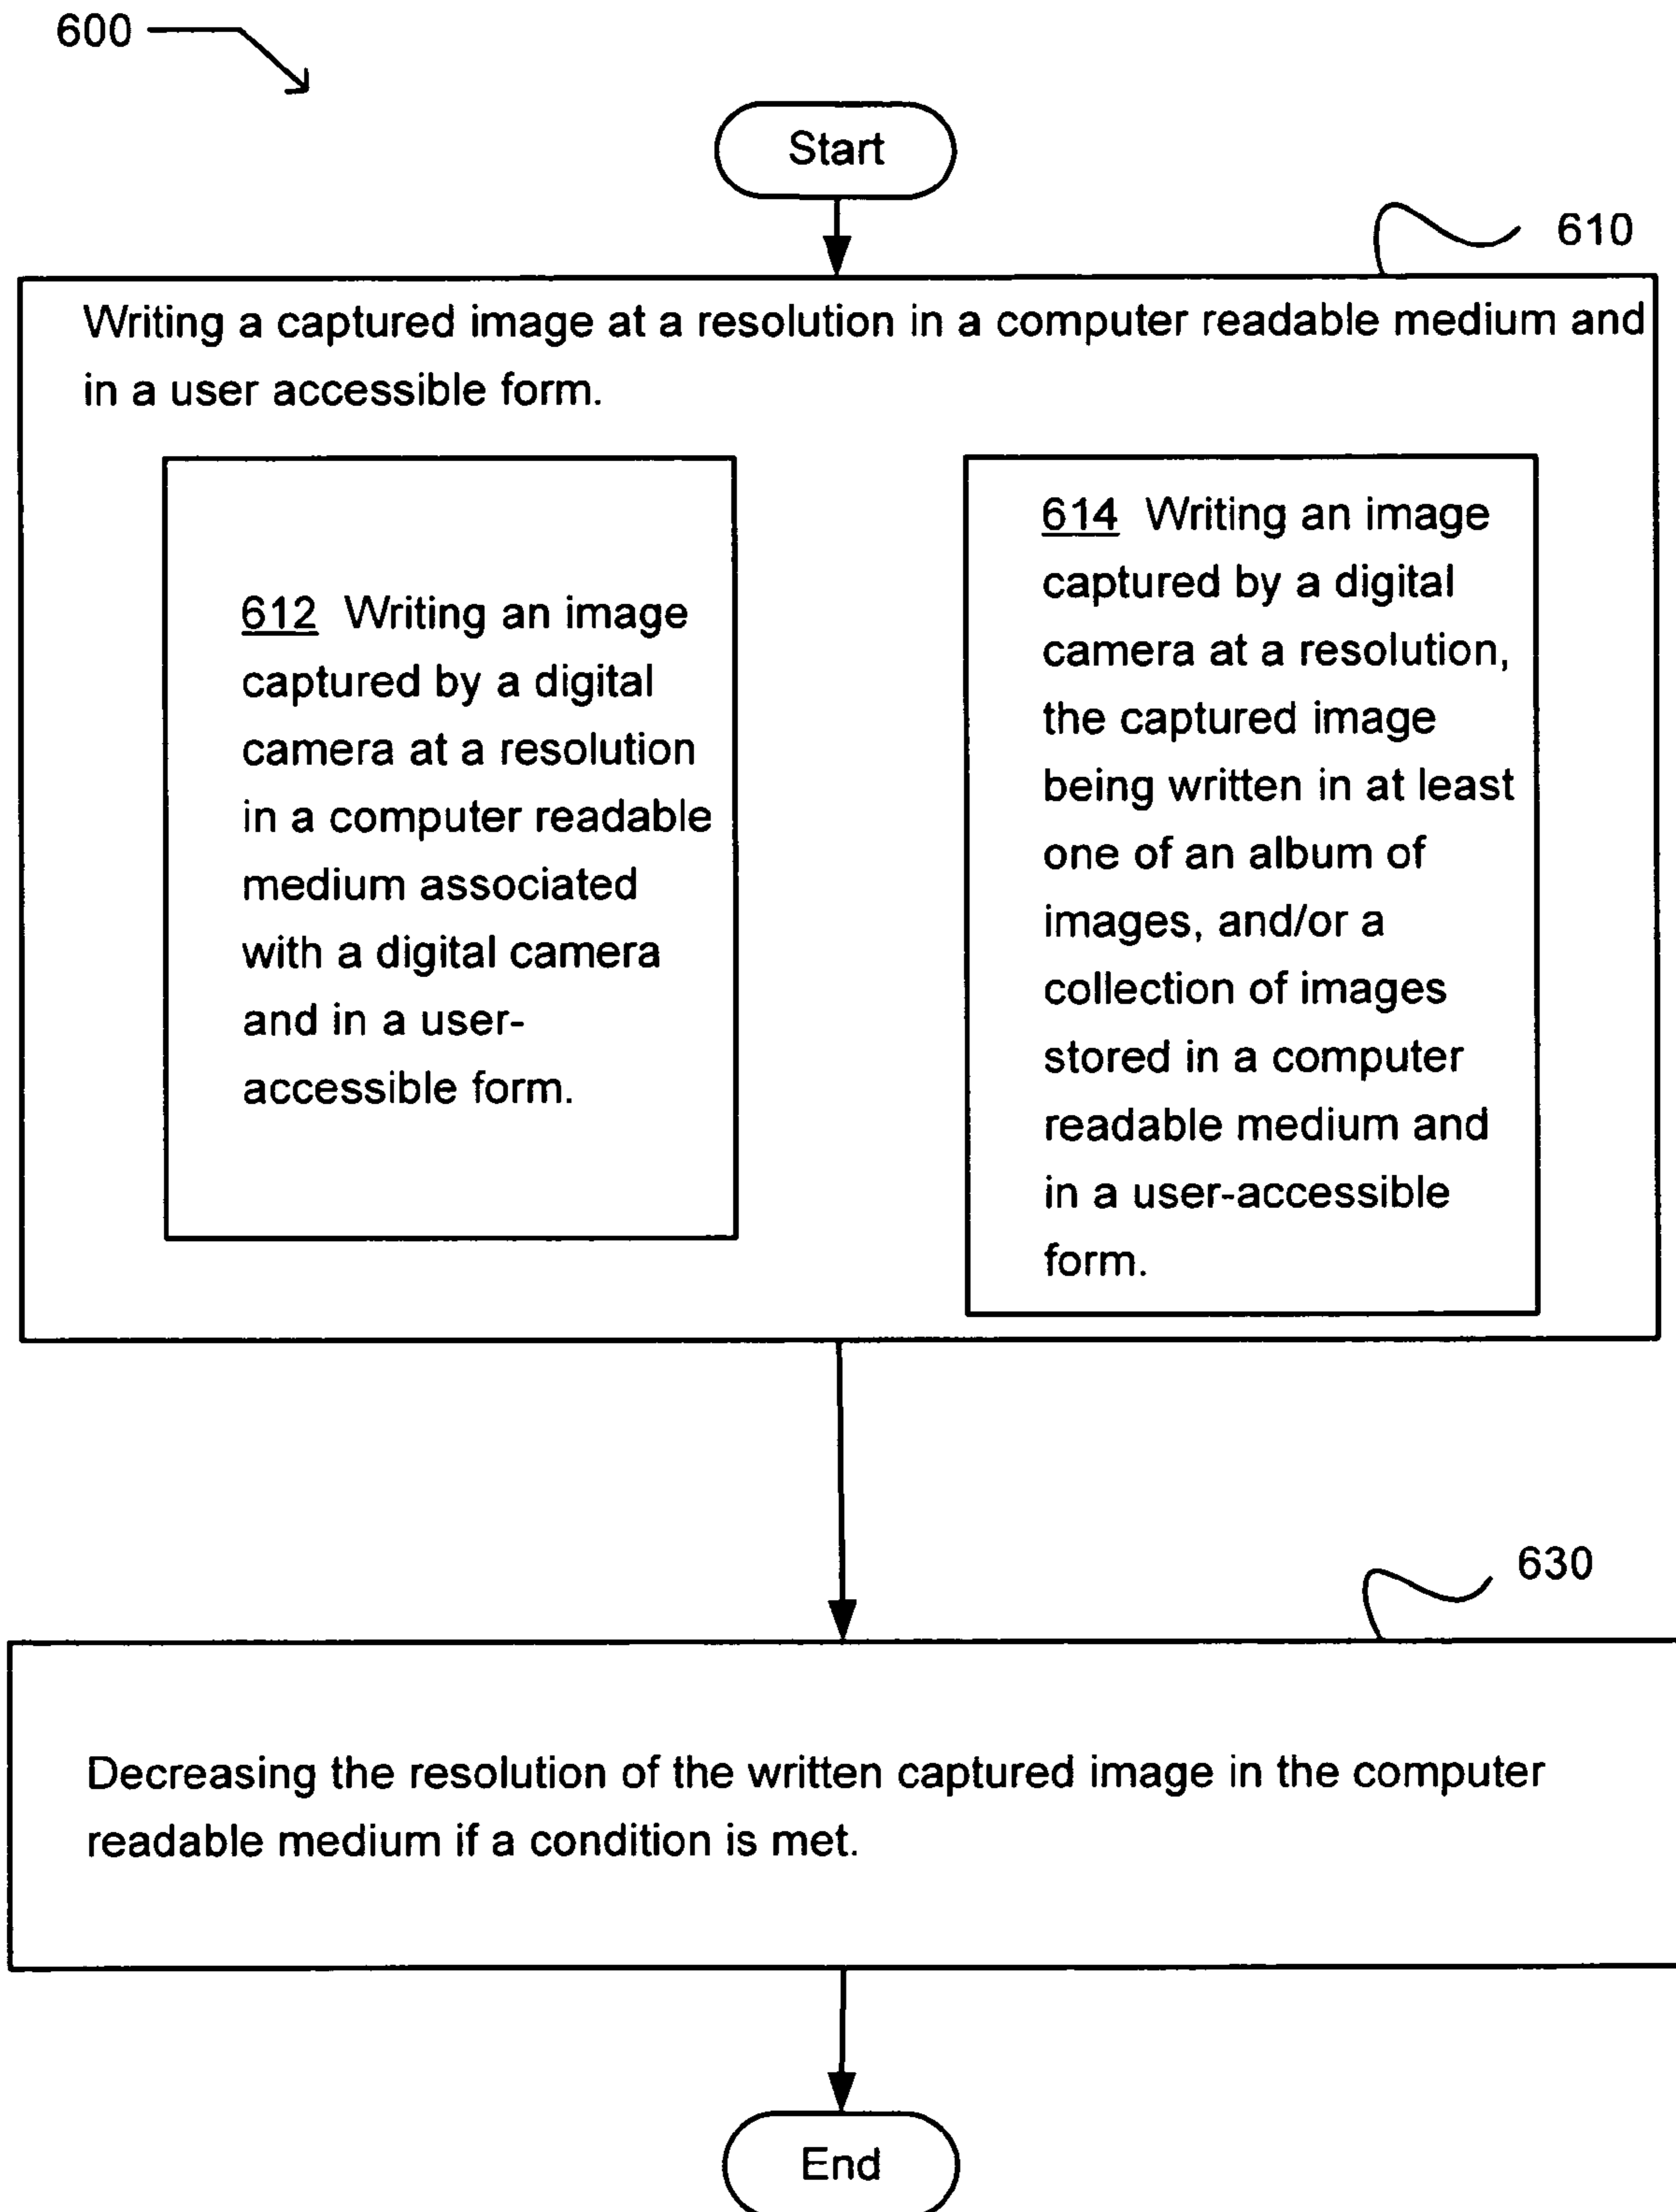 600
Start
610
Writing a captured image at a resolution in a computer readable medium and
in a user accessible form.
612 Writing an image
captured by a digital
camera at a resolution
in a computer readable
medium associated
with a digital camera
and in a user-
accessible form.
614 Writing an image
captured by a digital
camera at a resolution,
the captured image
being written in at least
one of an album of
images, and/or a
collection of images
stored in a computer
readable medium and
in a user-accessible
form.
630
Decreasing the resolution of the written captured image in the computer
readable medium if a condition is met.
End